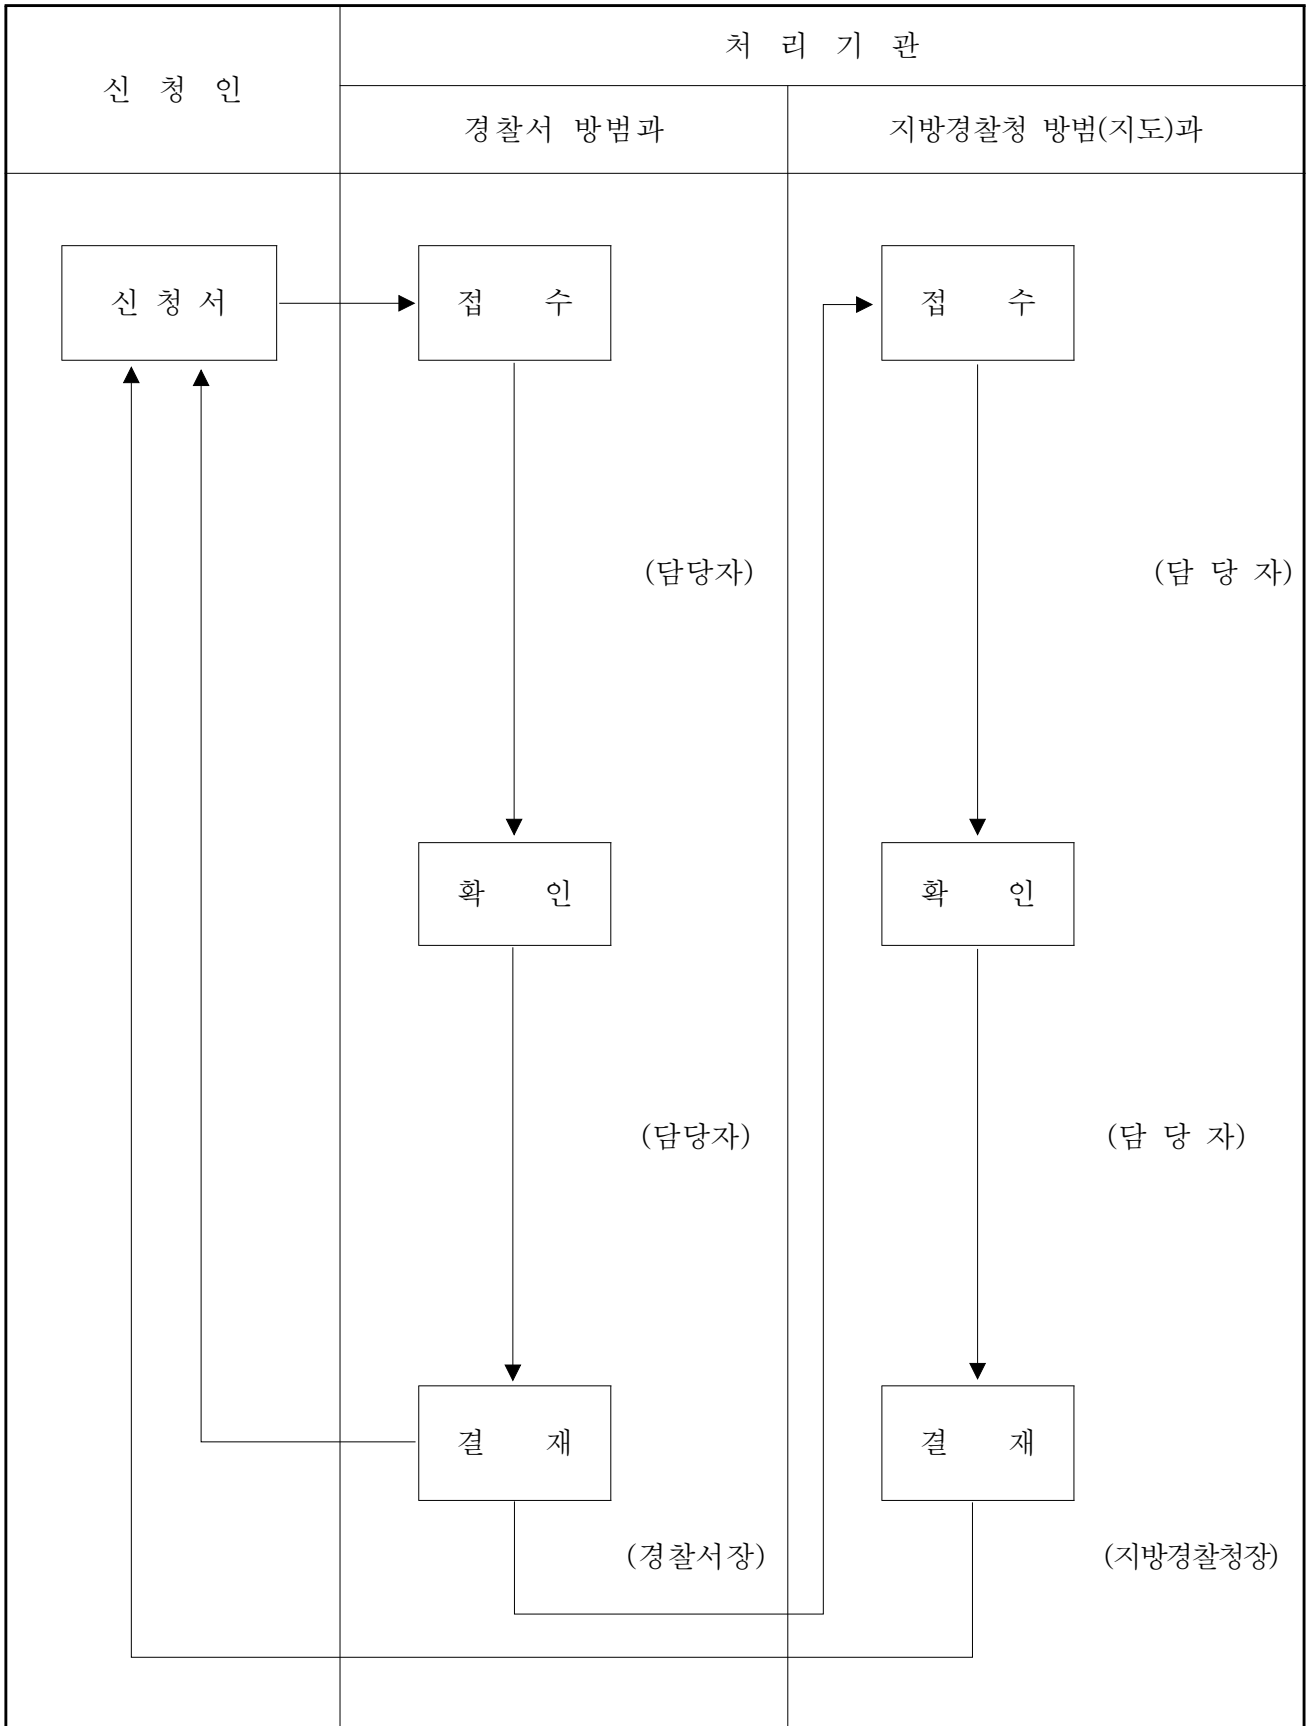 처 리 기 관
신 청 인
경찰서 방범과 지방경찰청 방범(지도)과
신 청 서 접 수 접 수
(담당자) (담 당 자)
확 인 확 인
(담당자) (담 당 자)
결 재 결 재
(경찰서장) (지방경찰청장)